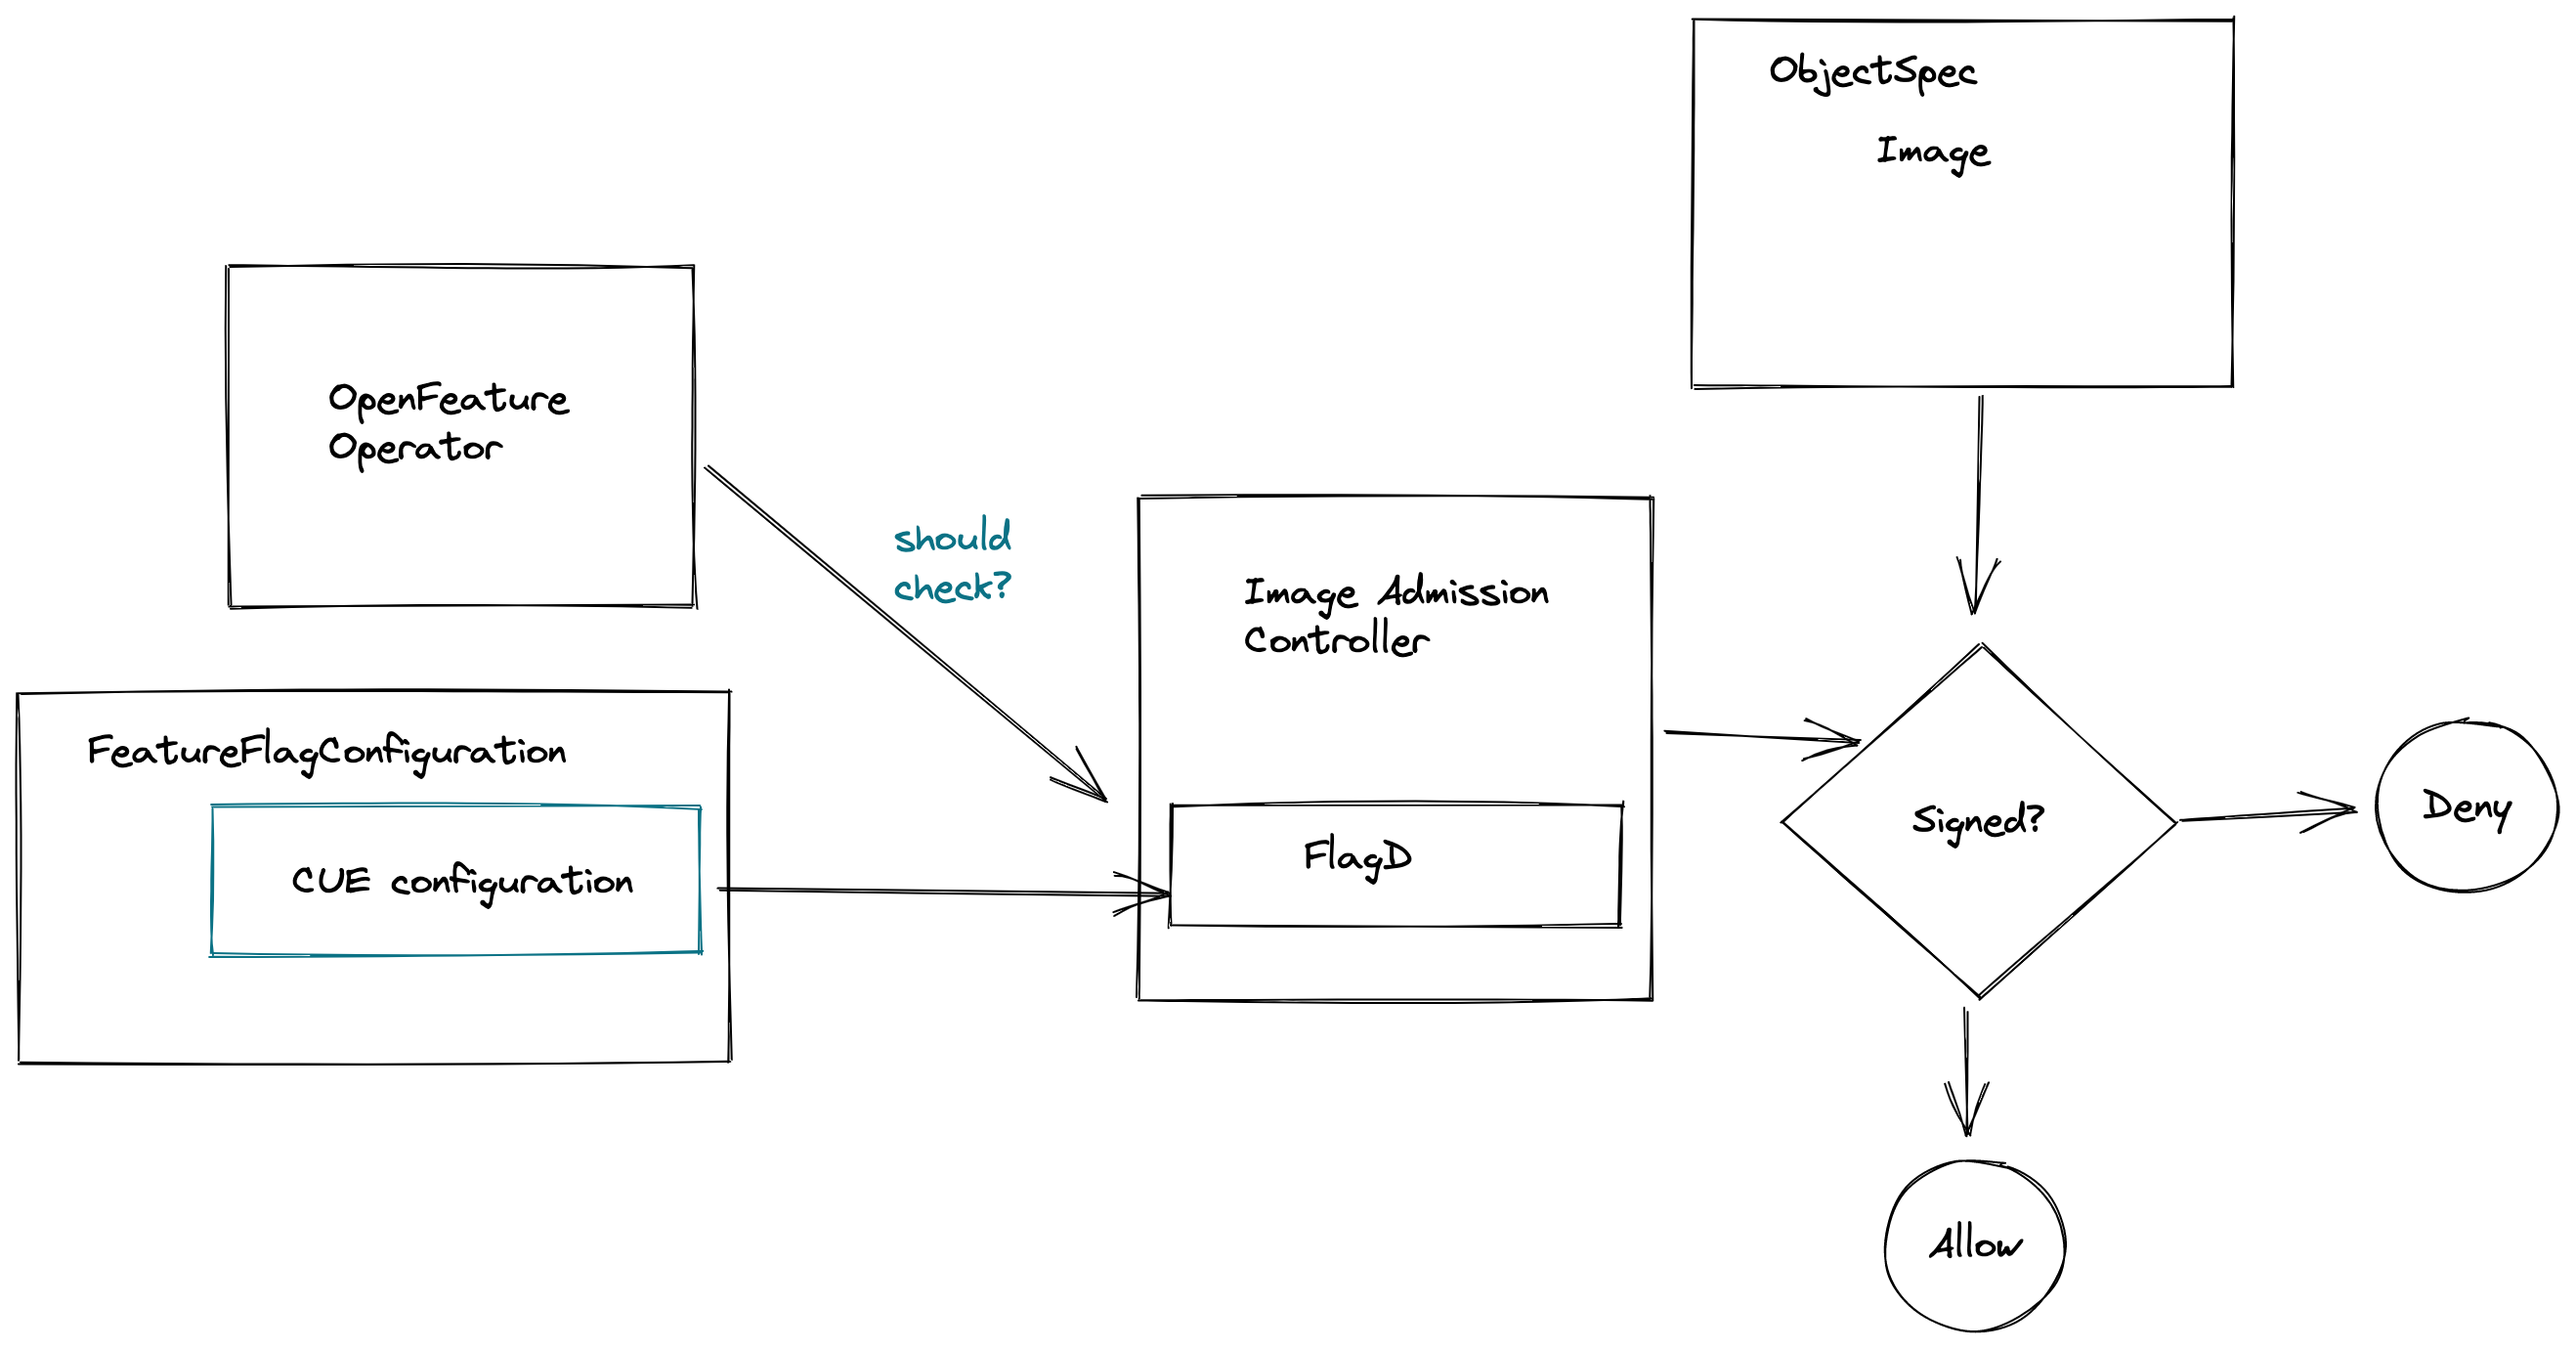 ObjectSpec
Image
OpenFeature
Operator
should
check?
Image Admission
Controller
FeatureFlagConfiguration
CUE configuration
FlagD
Signed?
Deny
Allow